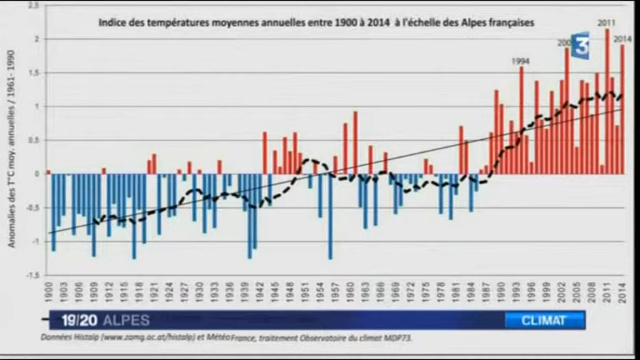 Indice des températures moyennes annuelles entre 1900 à 2014 à l'échelle des Alpes françaises
Anomalies des T°C moy. annuelles / 1961- 1990
2,5
2
1,5
1
0,5
0
-0,5
-1
-1,5
1994
2011
2014
3
1900 1903 1906 1909 1912 1915 1918 1921 1924 1927 1930 1933 1936 1939 1942 1945 1948 1951 1954 1957 1960 1963 1966 1969 1972 1975 1978 1981 1984 1987 1990 1993 1996 1999 2002 2005 2008 2011 2014
19/20 ALPES
CLIMAT
Données Histalp (www.zamg.ac.at/histalp) et Météo France, traitement Observatoire du climat MDP73.